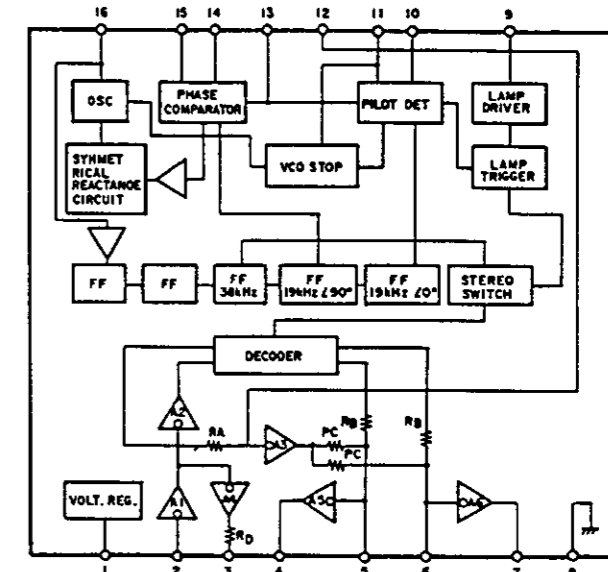 16 15 14 13 12 11 10 9
OSC
PHASE
COMPARATOR
PILOT DET
LAMP
DRIVER
SYHMET
RICAL
REACTANCE
CIRCUIT
VCO STOP
LAMP
TRIGGER
FF
FF
FF
38kHz
FF
19kHz ∠90°
FF
19kHz ∠0°
STEREO
SWITCH
DECODER
A2
RA
A3
PC
PC
RB
RB
VOLT. REG.
A1
A4
RD
A5
A6
1 2 3 4 5 6 7 8